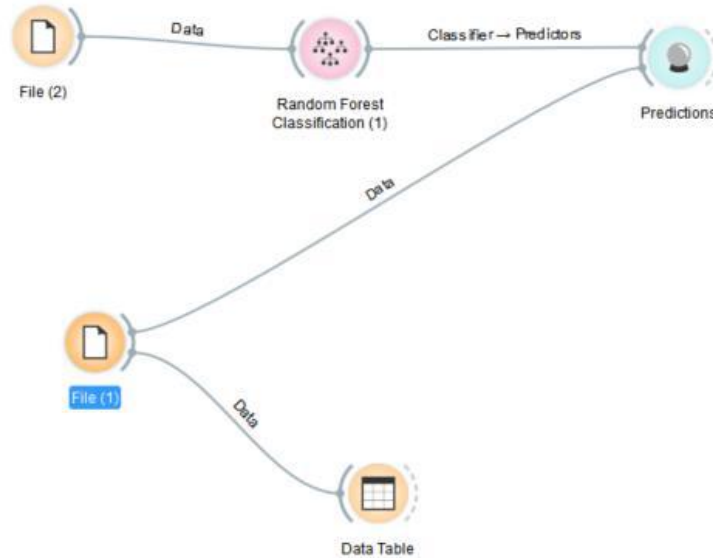 Data
Classifier → Predictors
File (2)
Random Forest
Classification (1)
Predictions
Data
File (1)
Data
Data Table